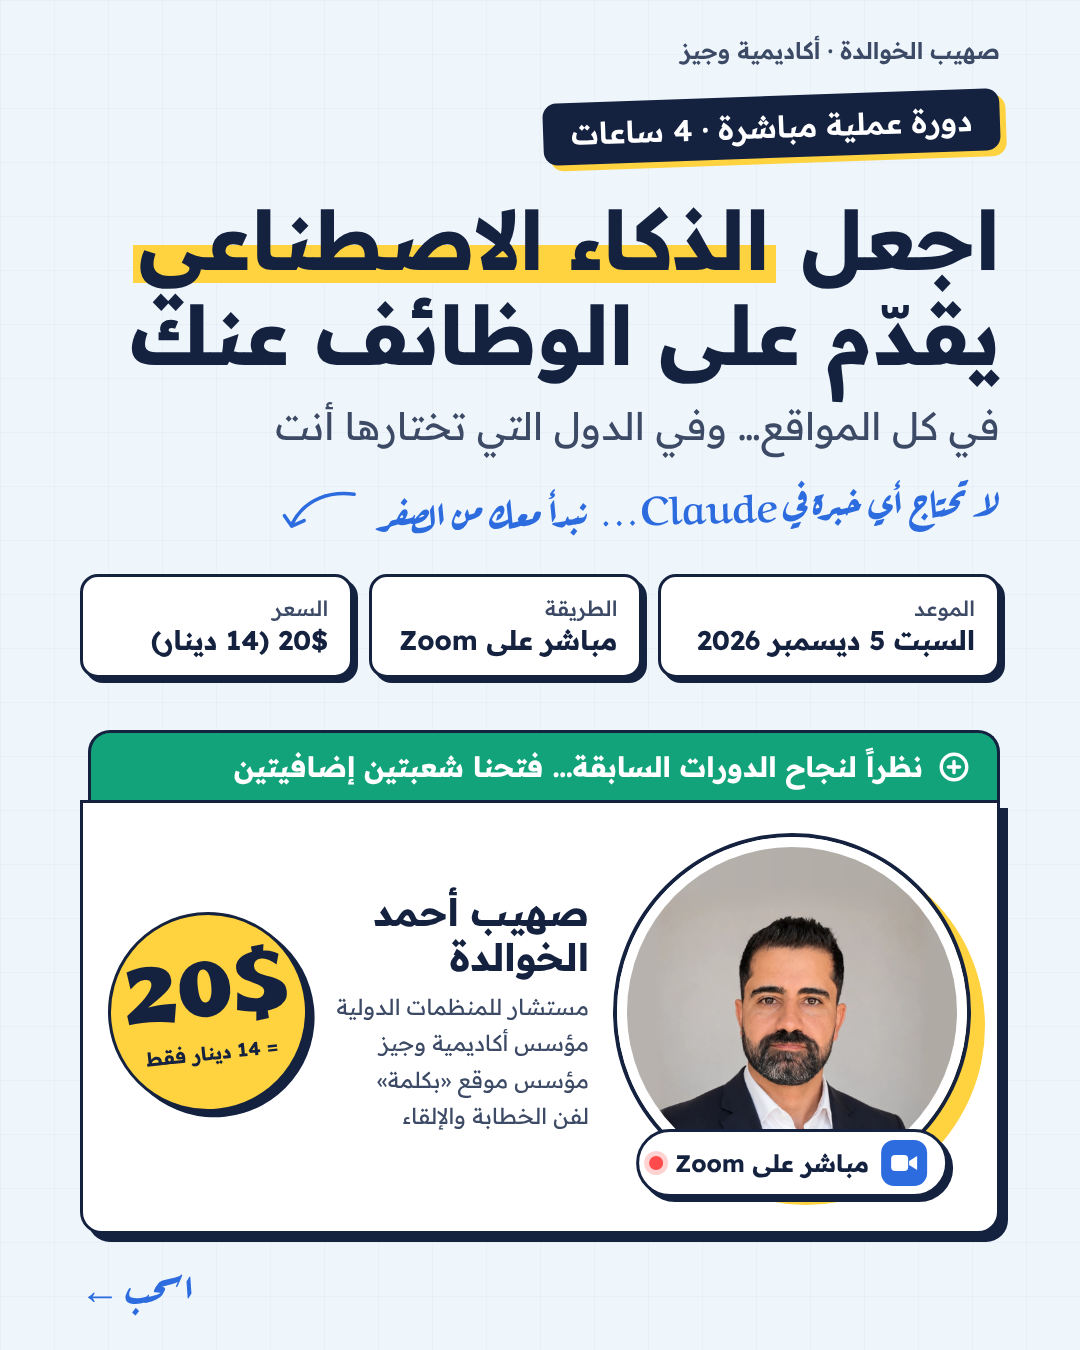 صهيب الخوالدة · أكاديمية وجيز
دورة عملية مباشرة · 4 ساعات
اجعل الذكاء الاصطناعي
يقدّم على الوظائف عنك
في كل المواقع... وفي الدول التي تختارها أنت
لا تحتاج أي خبرة في Claude... نبدأ معك من الصفر
الموعد
السبت 5 ديسمبر 2026
الطريقة
مباشر على Zoom
السعر
20$ (14 دينار)
نظراً لنجاح الدورات السابقة... فتحنا شعبتين إضافيتين
صهيب أحمد
الخوالدة
مستشار للمنظمات الدولية
مؤسس أكاديمية وجيز
مؤسس موقع «بكلمة»
لفن الخطابة والإلقاء
20$
= 14 دينار فقط
مباشر على Zoom
اسحب ←